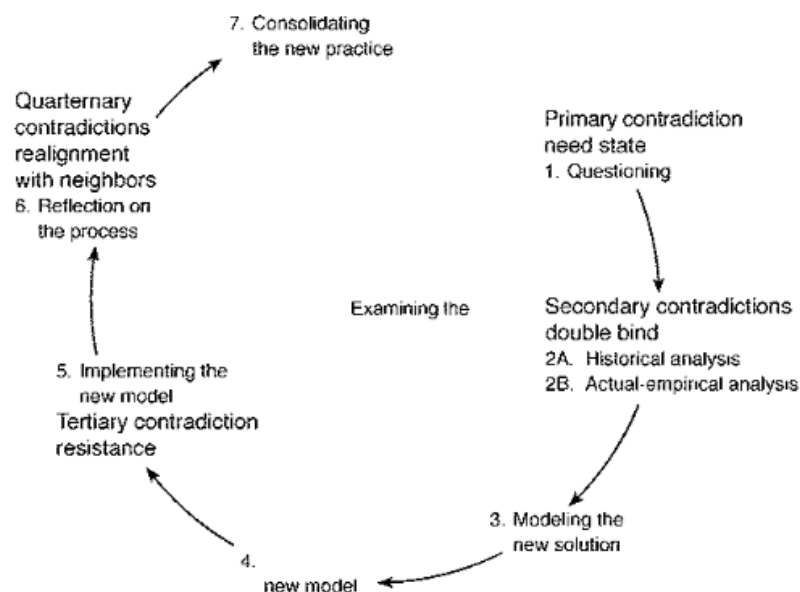 7. Consolidating
the new practice
Quarternary
contradictions
realignment
with neighbors
6. Reflection on
the process
Primary contradiction
need state
1. Questioning
Examining the
Secondary contradictions
double bind
2A. Historical analysis
2B. Actual-empirical analysis
5. Implementing the
new model
Tertiary contradiction
resistance
3. Modeling the
new solution
4.
new model